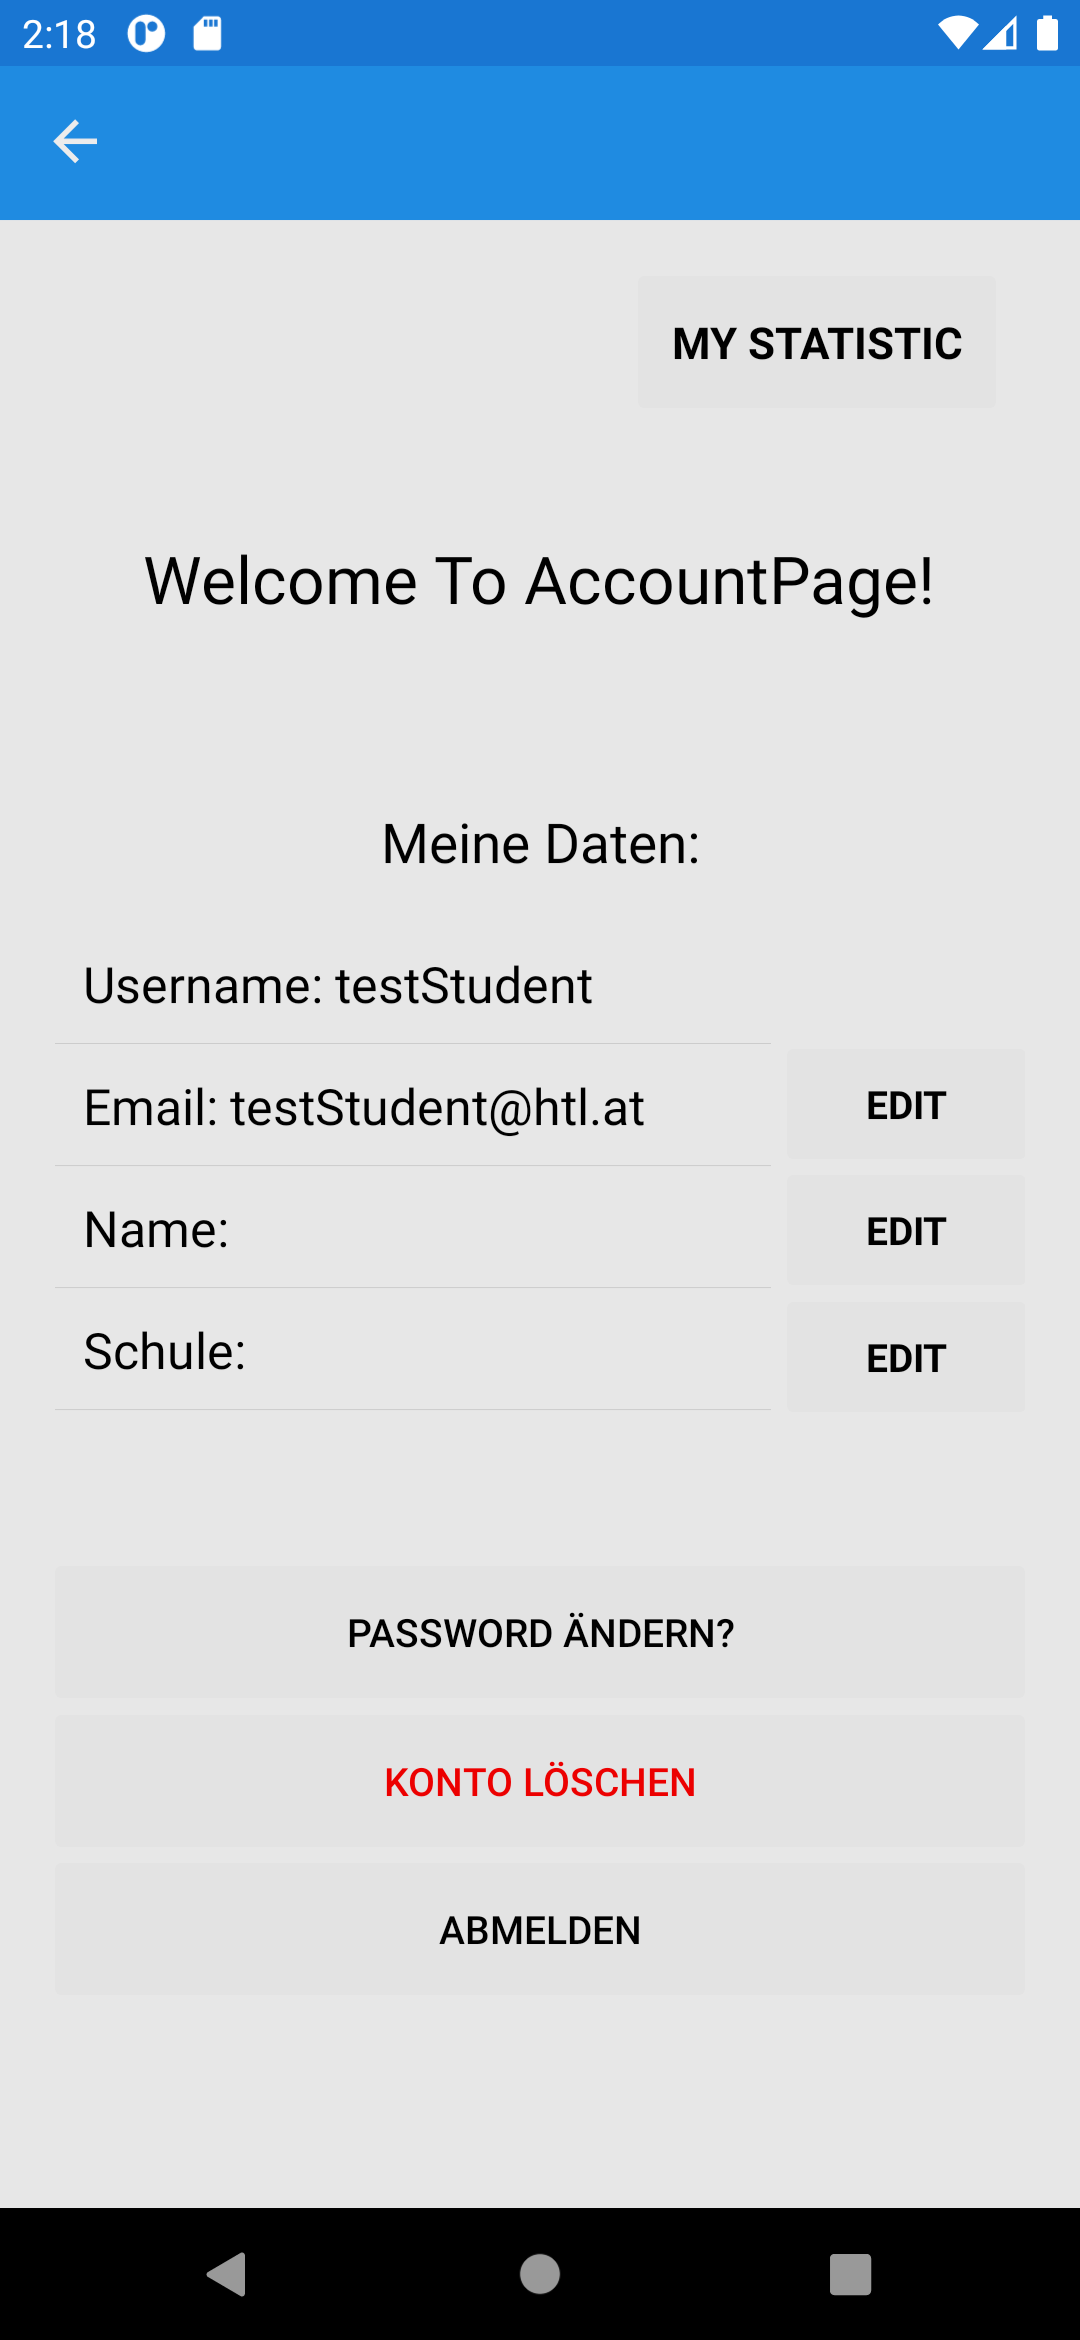 2:18
MY STATISTIC
Welcome To AccountPage!
Meine Daten:
Username: testStudent
Email: testStudent@htl.at
EDIT
Name:
EDIT
Schule:
EDIT
PASSWORD ÄNDERN?
KONTO LÖSCHEN
ABMELDEN